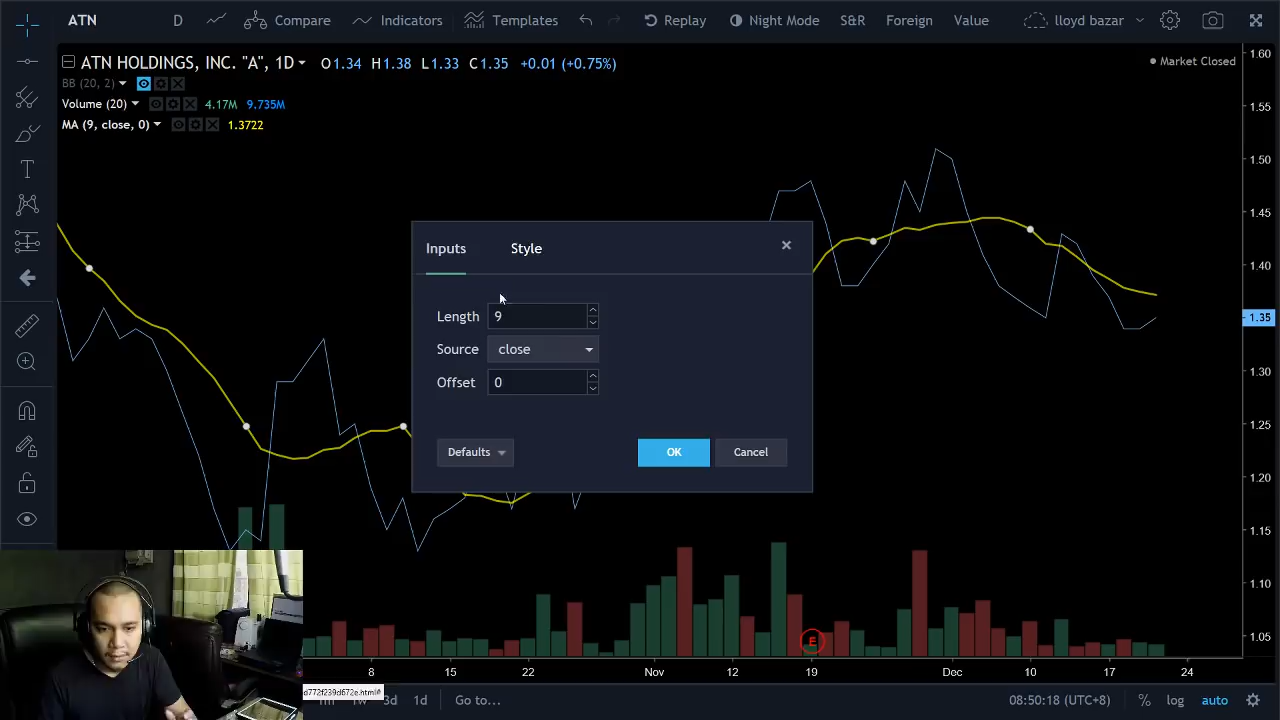 ATN D Compare Indicators Templates Replay Night Mode S&R Foreign Value lloyd bazar
ATN HOLDINGS, INC. "A", 1D O1.34 H1.38 L1.33 C1.35 +0.01 (+0.75%)
Market Closed
BB (20, 2)
Volume (20) 4.17M 9.735M
MA (9, close, 0) 1.3722
1.60
1.55
1.50
1.45
1.40
1.35
1.30
1.25
1.20
1.15
1.10
1.05
Inputs Style
Length 9
Source close
Offset 0
Defaults OK Cancel
E
8 15 22 Nov 12 19 Dec 10 17 24
d772f239d672e.html#
1m 1w 3d 1d Go to... 08:50:18 (UTC+8) % log auto